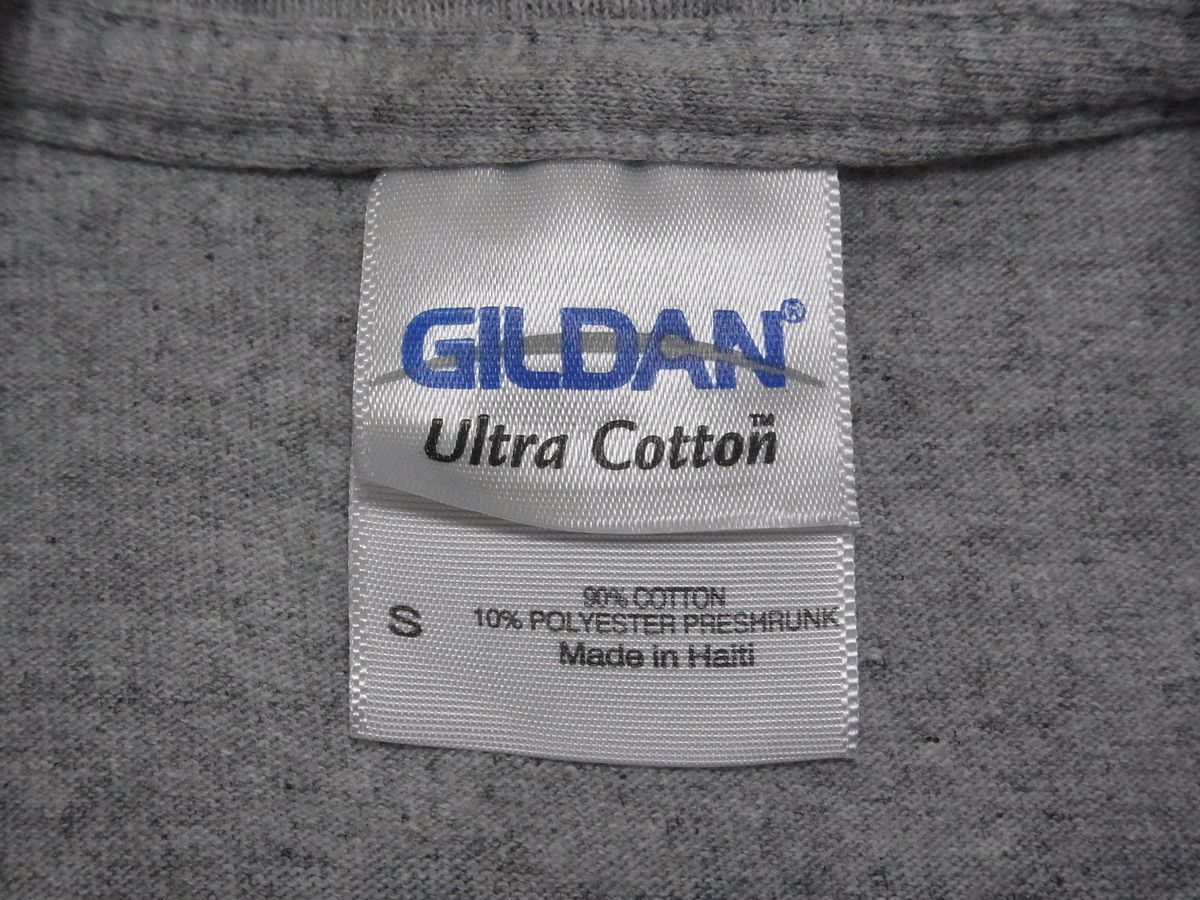 GILDAN®
Ultra Cotton™
S
90% COTTON
10% POLYESTER PRESHRUNK
Made in Haiti